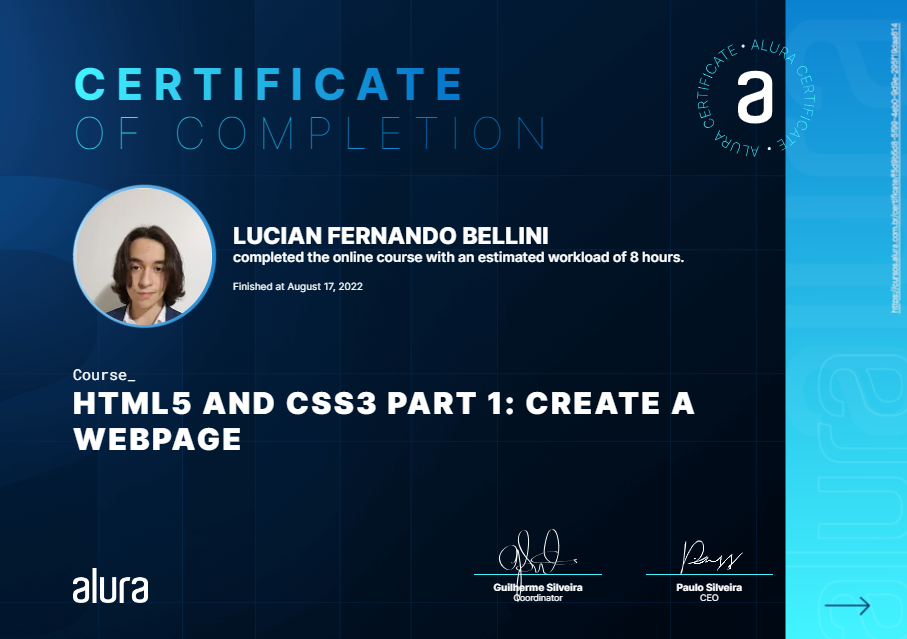 CERTIFICATE
OF COMPLETION
ALURA CERTIFICATE • ALURA CERTIFICATE •
a
LUCIAN FERNANDO BELLINI
completed the online course with an estimated workload of 8 hours.
Finished at August 17, 2022
Course_
HTML5 AND CSS3 PART 1: CREATE A
WEBPAGE
alura
Guilherme Silveira
Coordinator
Paulo Silveira
CEO
alura